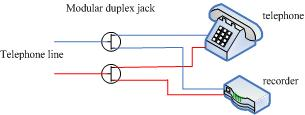 Modular duplex jack
telephone
Telephone line
recorder